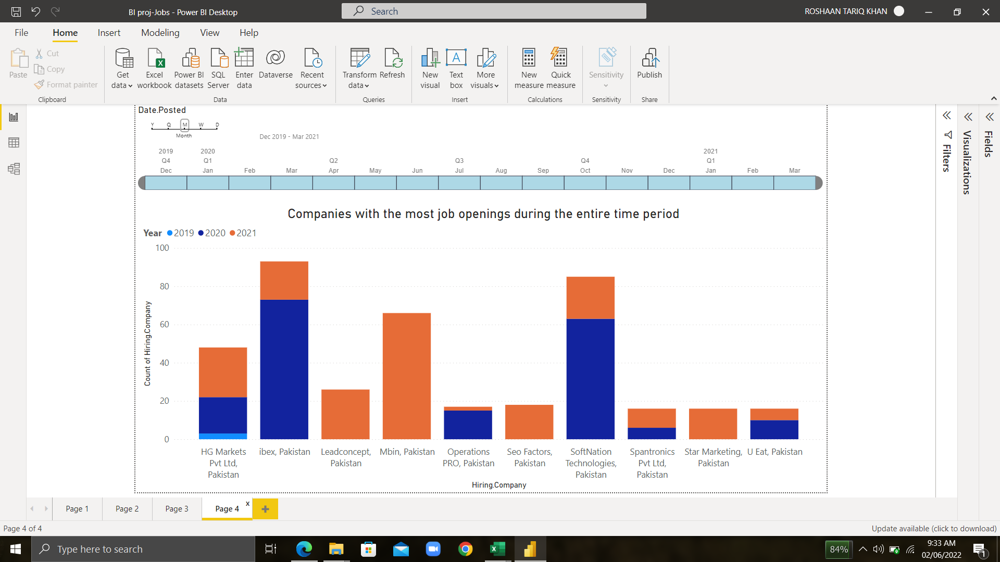 BI proj-Jobs - Power BI Desktop
Search
ROSHAAN TARIQ KHAN
File Home Insert Modeling View Help
Paste
Cut
Copy
Format painter
Clipboard
Get data
Excel workbook
Power BI datasets
SQL Server
Enter data
Dataverse
Recent sources
Data
Transform data
Refresh
Queries
New visual
Text box
More visuals
Insert
New measure
Quick measure
Calculations
Sensitivity
Sensitivity
Publish
Share
Date.Posted
Y Q M W D
Month
Dec 2019 - Mar 2021
2019 2020 2021
Q4 Q1 Q2 Q3 Q4 Q1
Dec Jan Feb Mar Apr May Jun Jul Aug Sep Oct Nov Dec Jan Feb Mar
Filters
Visualizations
Fields
Companies with the most job openings during the entire time period
Year 2019 2020 2021
100
80
60
40
20
0
Count of Hiring.Company
HG Markets Pvt Ltd, Pakistan
ibex, Pakistan
Leadconcept, Pakistan
Mbin, Pakistan
Operations PRO, Pakistan
Seo Factors, Pakistan
SoftNation Technologies, Pakistan
Spantronics Pvt Ltd, Pakistan
Star Marketing, Pakistan
U Eat, Pakistan
Hiring.Company
Page 1 Page 2 Page 3 Page 4 x +
Page 4 of 4
Update available (click to download)
Type here to search
84%
9:33 AM
02/06/2022
1